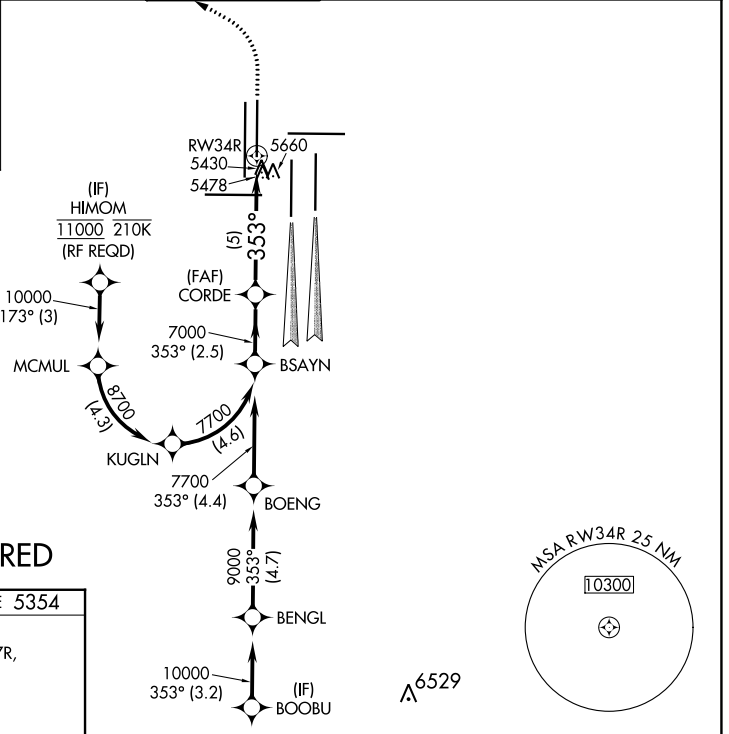 RW34R
5660
5430
5478
(IF)
HIMOM
11000 210K
(RF REQD)
(5)
353°
(FAF)
CORDE
10000
173° (3)
7000
353° (2.5)
MCMUL
BSAYN
8700
(4.3)
7700
(4.6)
KUGLN
7700
353° (4.4)
BOENG
RED
9000
353°
(4.7)
MSA RW34R 25 NM
10300
E 5354
BENGL
7R,
10000
353° (3.2)
(IF)
BOOBU
6529